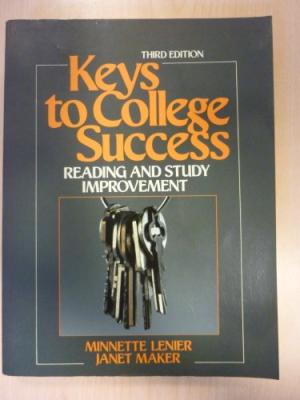 THIRD EDITION
Keys
to College
Success
READING AND STUDY
IMPROVEMENT
MINNETTE LENIER
JANET MAKER